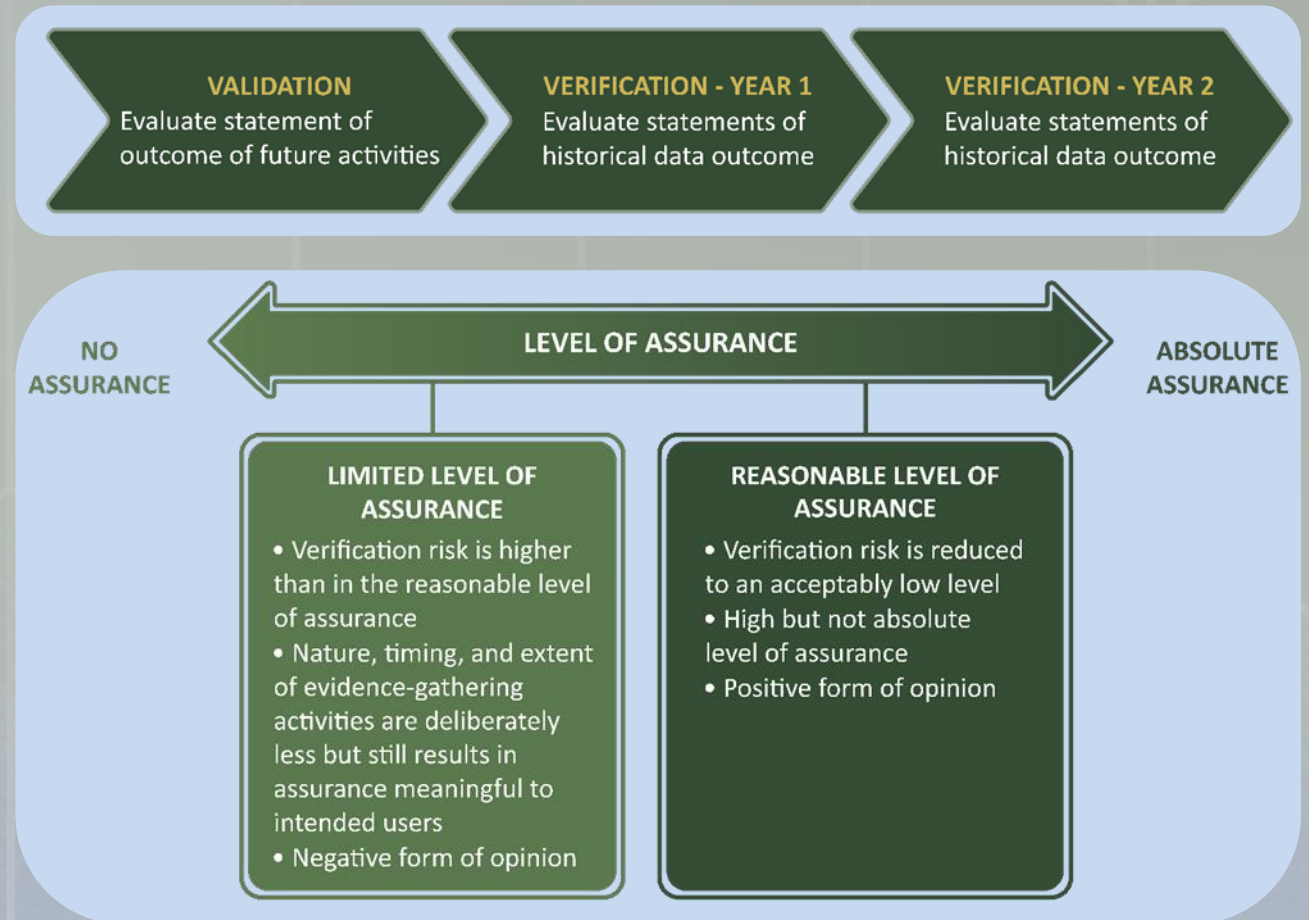 VALIDATION
Evaluate statement of
outcome of future activities
VERIFICATION - YEAR 1
Evaluate statements of
historical data outcome
VERIFICATION - YEAR 2
Evaluate statements of
historical data outcome
NO
ASSURANCE
LEVEL OF ASSURANCE
ABSOLUTE
ASSURANCE
LIMITED LEVEL OF
ASSURANCE
• Verification risk is higher
than in the reasonable level
of assurance
• Nature, timing, and extent
of evidence-gathering
activities are deliberately
less but still results in
assurance meaningful to
intended users
• Negative form of opinion
REASONABLE LEVEL OF
ASSURANCE
• Verification risk is reduced
to an acceptably low level
• High but not absolute
level of assurance
• Positive form of opinion